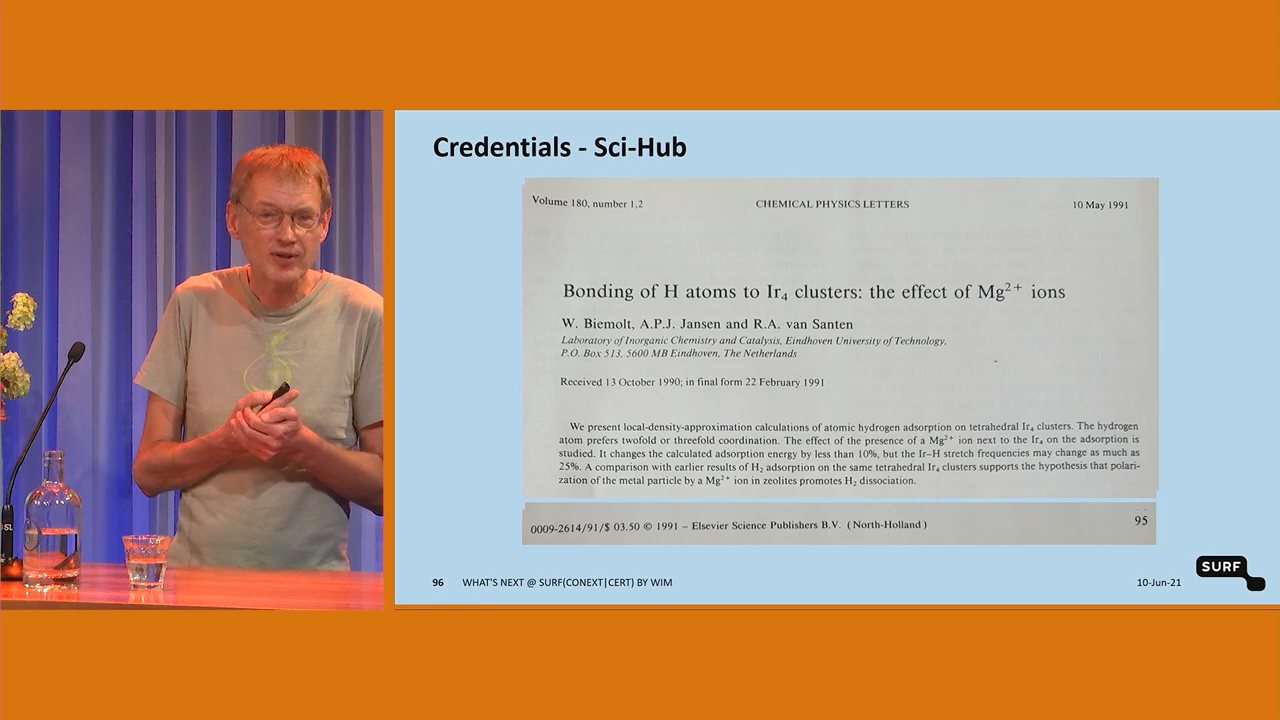 Credentials - Sci-Hub
Volume 180, number 1,2
CHEMICAL PHYSICS LETTERS
10 May 1991
Bonding of H atoms to Ir₄ clusters: the effect of Mg²⁺ ions
W. Biemolt, A.P.J. Jansen and R.A. van Santen
Laboratory of Inorganic Chemistry and Catalysis, Eindhoven University of Technology,
P.O. Box 513, 5600 MB Eindhoven, The Netherlands
Received 13 October 1990; in final form 22 February 1991
We present local-density-approximation calculations of atomic hydrogen adsorption on tetrahedral Ir₄ clusters. The hydrogen
atom prefers twofold or threefold coordination. The effect of the presence of a Mg²⁺ ion next to the Ir₄ on the adsorption is
studied. It changes the calculated adsorption energy by less than 10%, but the Ir–H stretch frequencies may change as much as
25%. A comparison with earlier results of H₂ adsorption on the same tetrahedral Ir₄ clusters supports the hypothesis that polari-
zation of the metal particle by a Mg²⁺ ion in zeolites promotes H₂ dissociation.
0009-2614/91/$ 03.50 © 1991 – Elsevier Science Publishers B.V. (North-Holland)
95
96
WHAT'S NEXT @ SURF(CONEXT|CERT) BY WIM
10-Jun-21
SURF